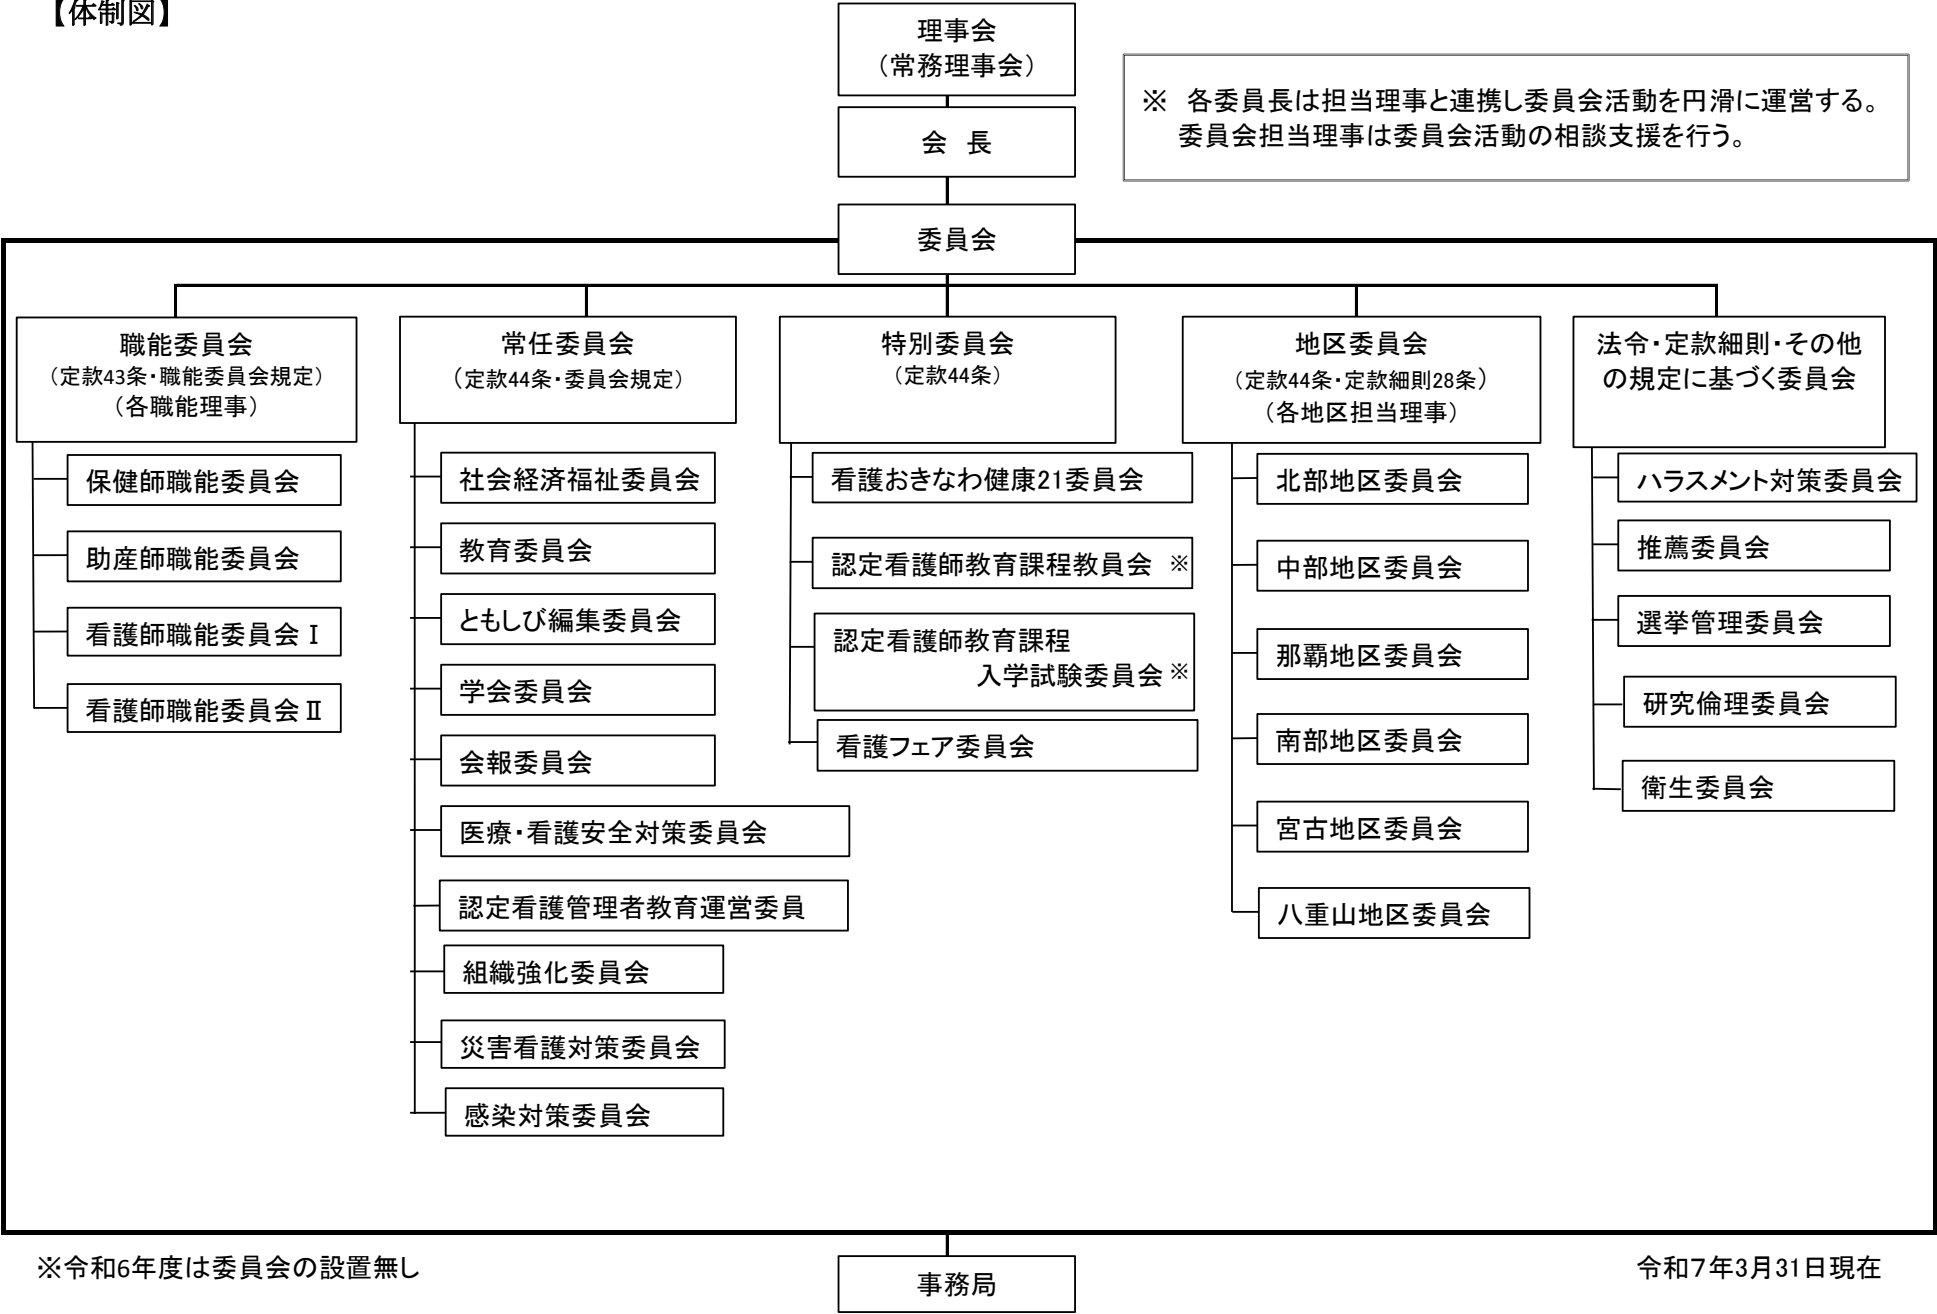 【体制図】
理事会
（常務理事会）
※　各委員長は担当理事と連携し委員会活動を円滑に運営する。
委員会担当理事は委員会活動の相談支援を行う。
会　長
委員会
職能委員会
（定款43条・職能委員会規定）
（各職能理事）
保健師職能委員会
助産師職能委員会
看護師職能委員会Ⅰ
看護師職能委員会Ⅱ
常任委員会
（定款44条・委員会規定）
社会経済福祉委員会
教育委員会
ともしび編集委員会
学会委員会
会報委員会
医療・看護安全対策委員会
認定看護管理者教育運営委員
組織強化委員会
災害看護対策委員会
感染対策委員会
特別委員会
（定款44条）
看護おきなわ健康21委員会
認定看護師教育課程教員会　※
認定看護師教育課程
入学試験委員会※
看護フェア委員会
地区委員会
（定款44条・定款細則28条）
（各地区担当理事）
北部地区委員会
中部地区委員会
那覇地区委員会
南部地区委員会
宮古地区委員会
八重山地区委員会
法令・定款細則・その他
の規定に基づく委員会
ハラスメント対策委員会
推薦委員会
選挙管理委員会
研究倫理委員会
衛生委員会
※令和6年度は委員会の設置無し
事務局
令和７年3月31日現在